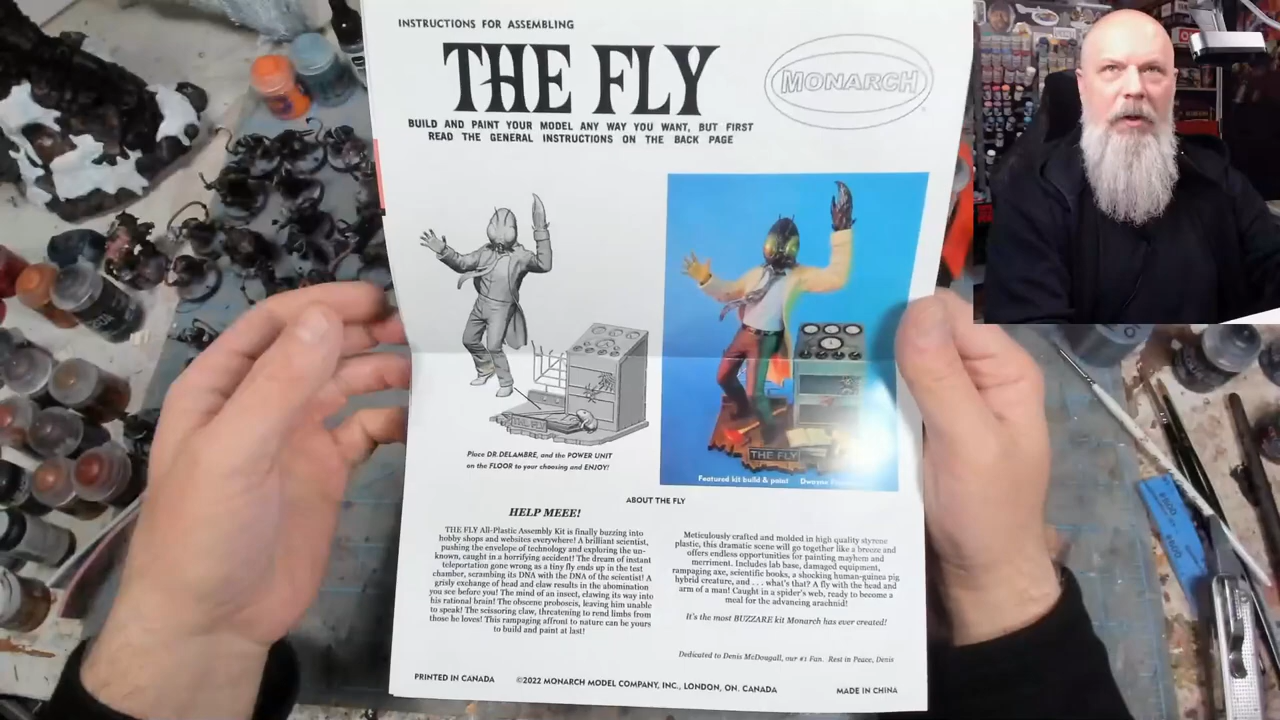 INSTRUCTIONS FOR ASSEMBLING
THE FLY
MONARCH
BUILD AND PAINT YOUR MODEL ANY WAY YOU WANT, BUT FIRST
READ THE GENERAL INSTRUCTIONS ON THE BACK PAGE
THE FLY
Place DR.DELAMBRE, and the POWER UNIT
on the FLOOR to your choosing and ENJOY!
THE FLY
Featured kit build & paint Dwayne
ABOUT THE FLY
HELP MEEE!
THE FLY All-Plastic Assembly Kit is finally buzzing into
hobby shops and websites everywhere! A brilliant scientist,
pushing the envelope of technology and exploring the un-
known, caught in a horrifying accident! The dream of instant
teleportation gone wrong as a tiny fly ends up in the test
chamber, scrambling its DNA with the DNA of the scientist! A
grisly exchange of head and claw results in the abomination
you see before you! The mind of an insect, clawing its way into
his rational brain! The obscene proboscis, leaving him unable
to speak! The scissoring claw, threatening to rend limbs from
those he loves! This rampaging affront to nature can be yours
to build and paint at last!
Meticulously crafted and molded in high quality styrene
plastic, this dramatic scene will go together like a breeze and
offers endless opportunities for painting mayhem and
merriment. Includes lab base, damaged equipment,
rampaging axe, scientific books, a shocking human-guinea pig
hybrid creature, and . . . what's that? A fly with the head and
arm of a man! Caught in a spider's web, ready to become a
meal for the advancing arachnid!
It's the most BUZZARE kit Monarch has ever created!
Dedicated to Denis McDougall, our #1 Fan. Rest in Peace, Denis
PRINTED IN CANADA ©2022 MONARCH MODEL COMPANY, INC., LONDON, ON. CANADA MADE IN CHINA